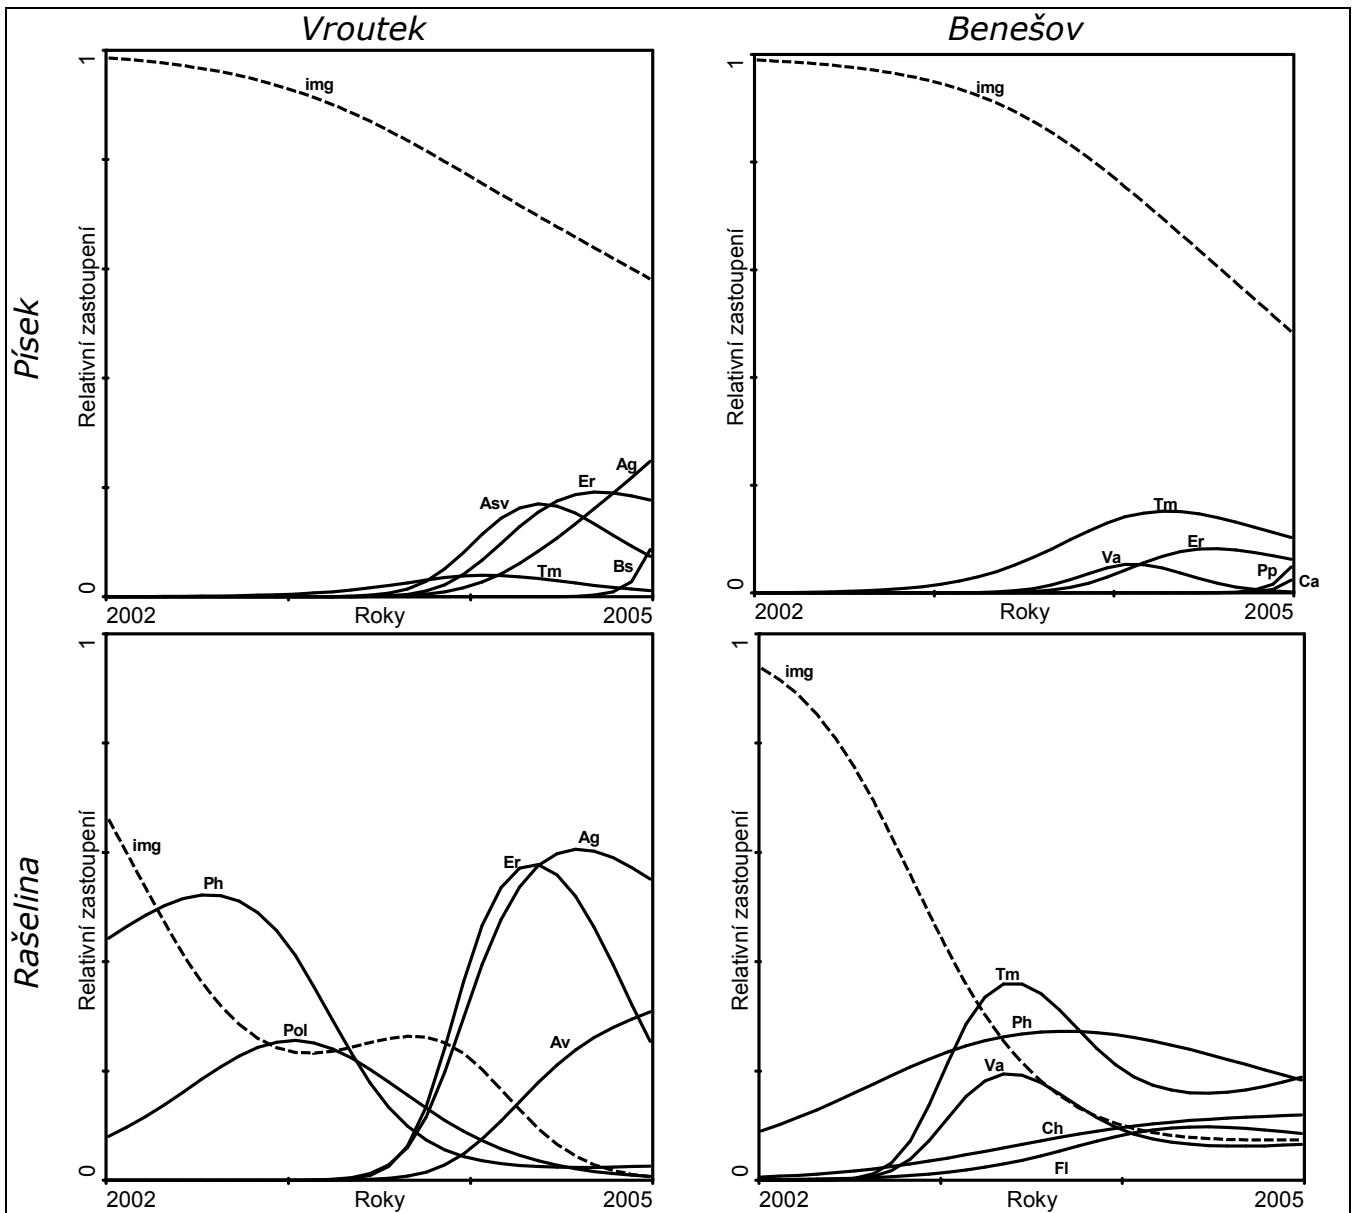 Vroutek
Benešov
Písek
Relativní zastoupení
1
0
img
Asv
Er
Ag
Tm
Bs
2002
Roky
2005
Relativní zastoupení
1
0
img
Tm
Va
Er
Pp
Ca
2002
Roky
2005
Rašelina
Relativní zastoupení
1
0
img
Ph
Pol
Er
Ag
Av
2002
Roky
2005
Relativní zastoupení
1
0
img
Tm
Ph
Va
Ch
Fl
2002
Roky
2005